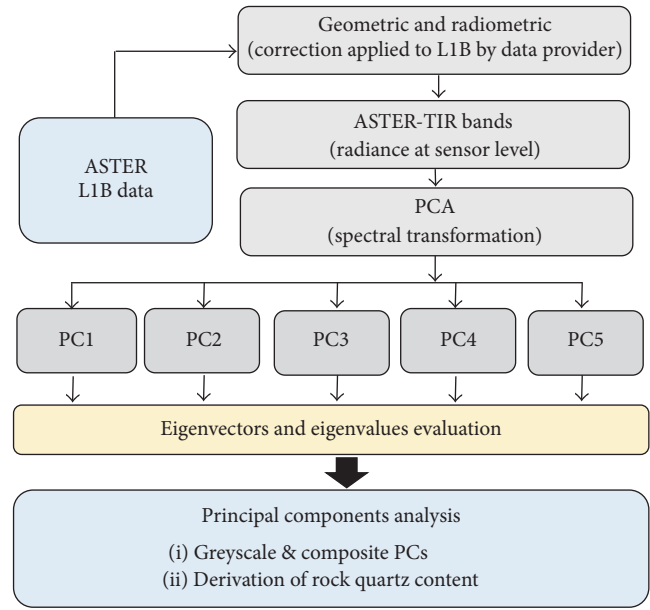 Geometric and radiometric
(correction applied to L1B by data provider)
ASTER
L1B data
ASTER-TIR bands
(radiance at sensor level)
PCA
(spectral transformation)
PC1
PC2
PC3
PC4
PC5
Eigenvectors and eigenvalues evaluation
Principal components analysis
(i) Greyscale & composite PCs
(ii) Derivation of rock quartz content